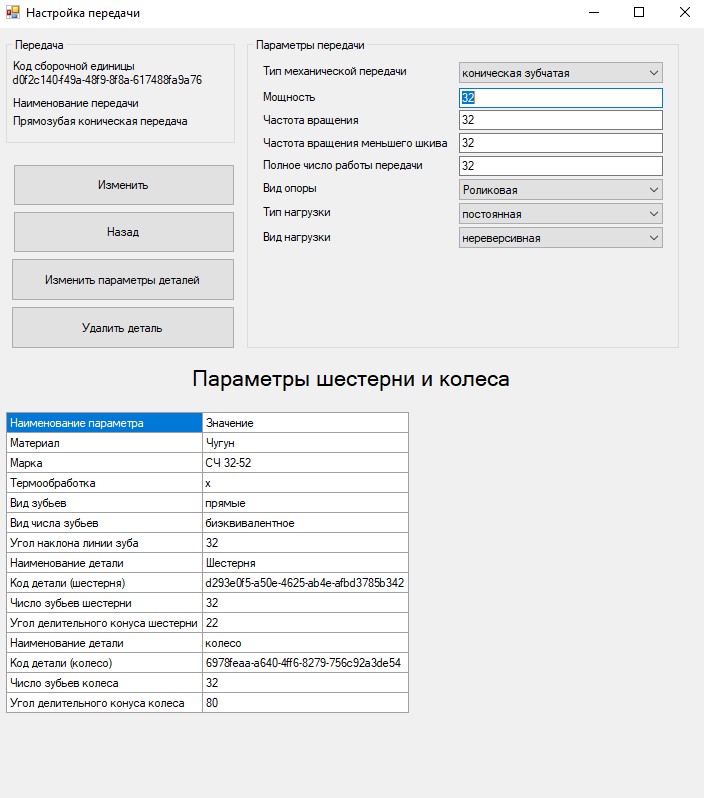 Настройка передачи
Передача
Код сборочной единицы
d0f2c140-f49a-48f9-8f8a-617488fa9a76
Наименование передачи
Прямозубая коническая передача
Изменить
Назад
Изменить параметры деталей
Удалить деталь
Параметры передачи
Тип механической передачи коническая зубчатая
Мощность 32
Частота вращения 32
Частота вращения меньшего шкива 32
Полное число работы передачи 32
Вид опоры Роликовая
Тип нагрузки постоянная
Вид нагрузки нереверсивная
Параметры шестерни и колеса
Наименование параметра Значение
Материал Чугун
Марка СЧ 32-52
Термообработка х
Вид зубьев прямые
Вид числа зубьев биэквивалентное
Угол наклона линии зуба 32
Наименование детали Шестерня
Код детали (шестерня) d293e0f5-a50e-4625-ab4e-afbd3785b342
Число зубьев шестерни 32
Угол делительного конуса шестерни 22
Наименование детали колесо
Код детали (колесо) 6978feaa-a640-4ff6-8279-756c92a3de54
Число зубьев колеса 32
Угол делительного конуса колеса 80